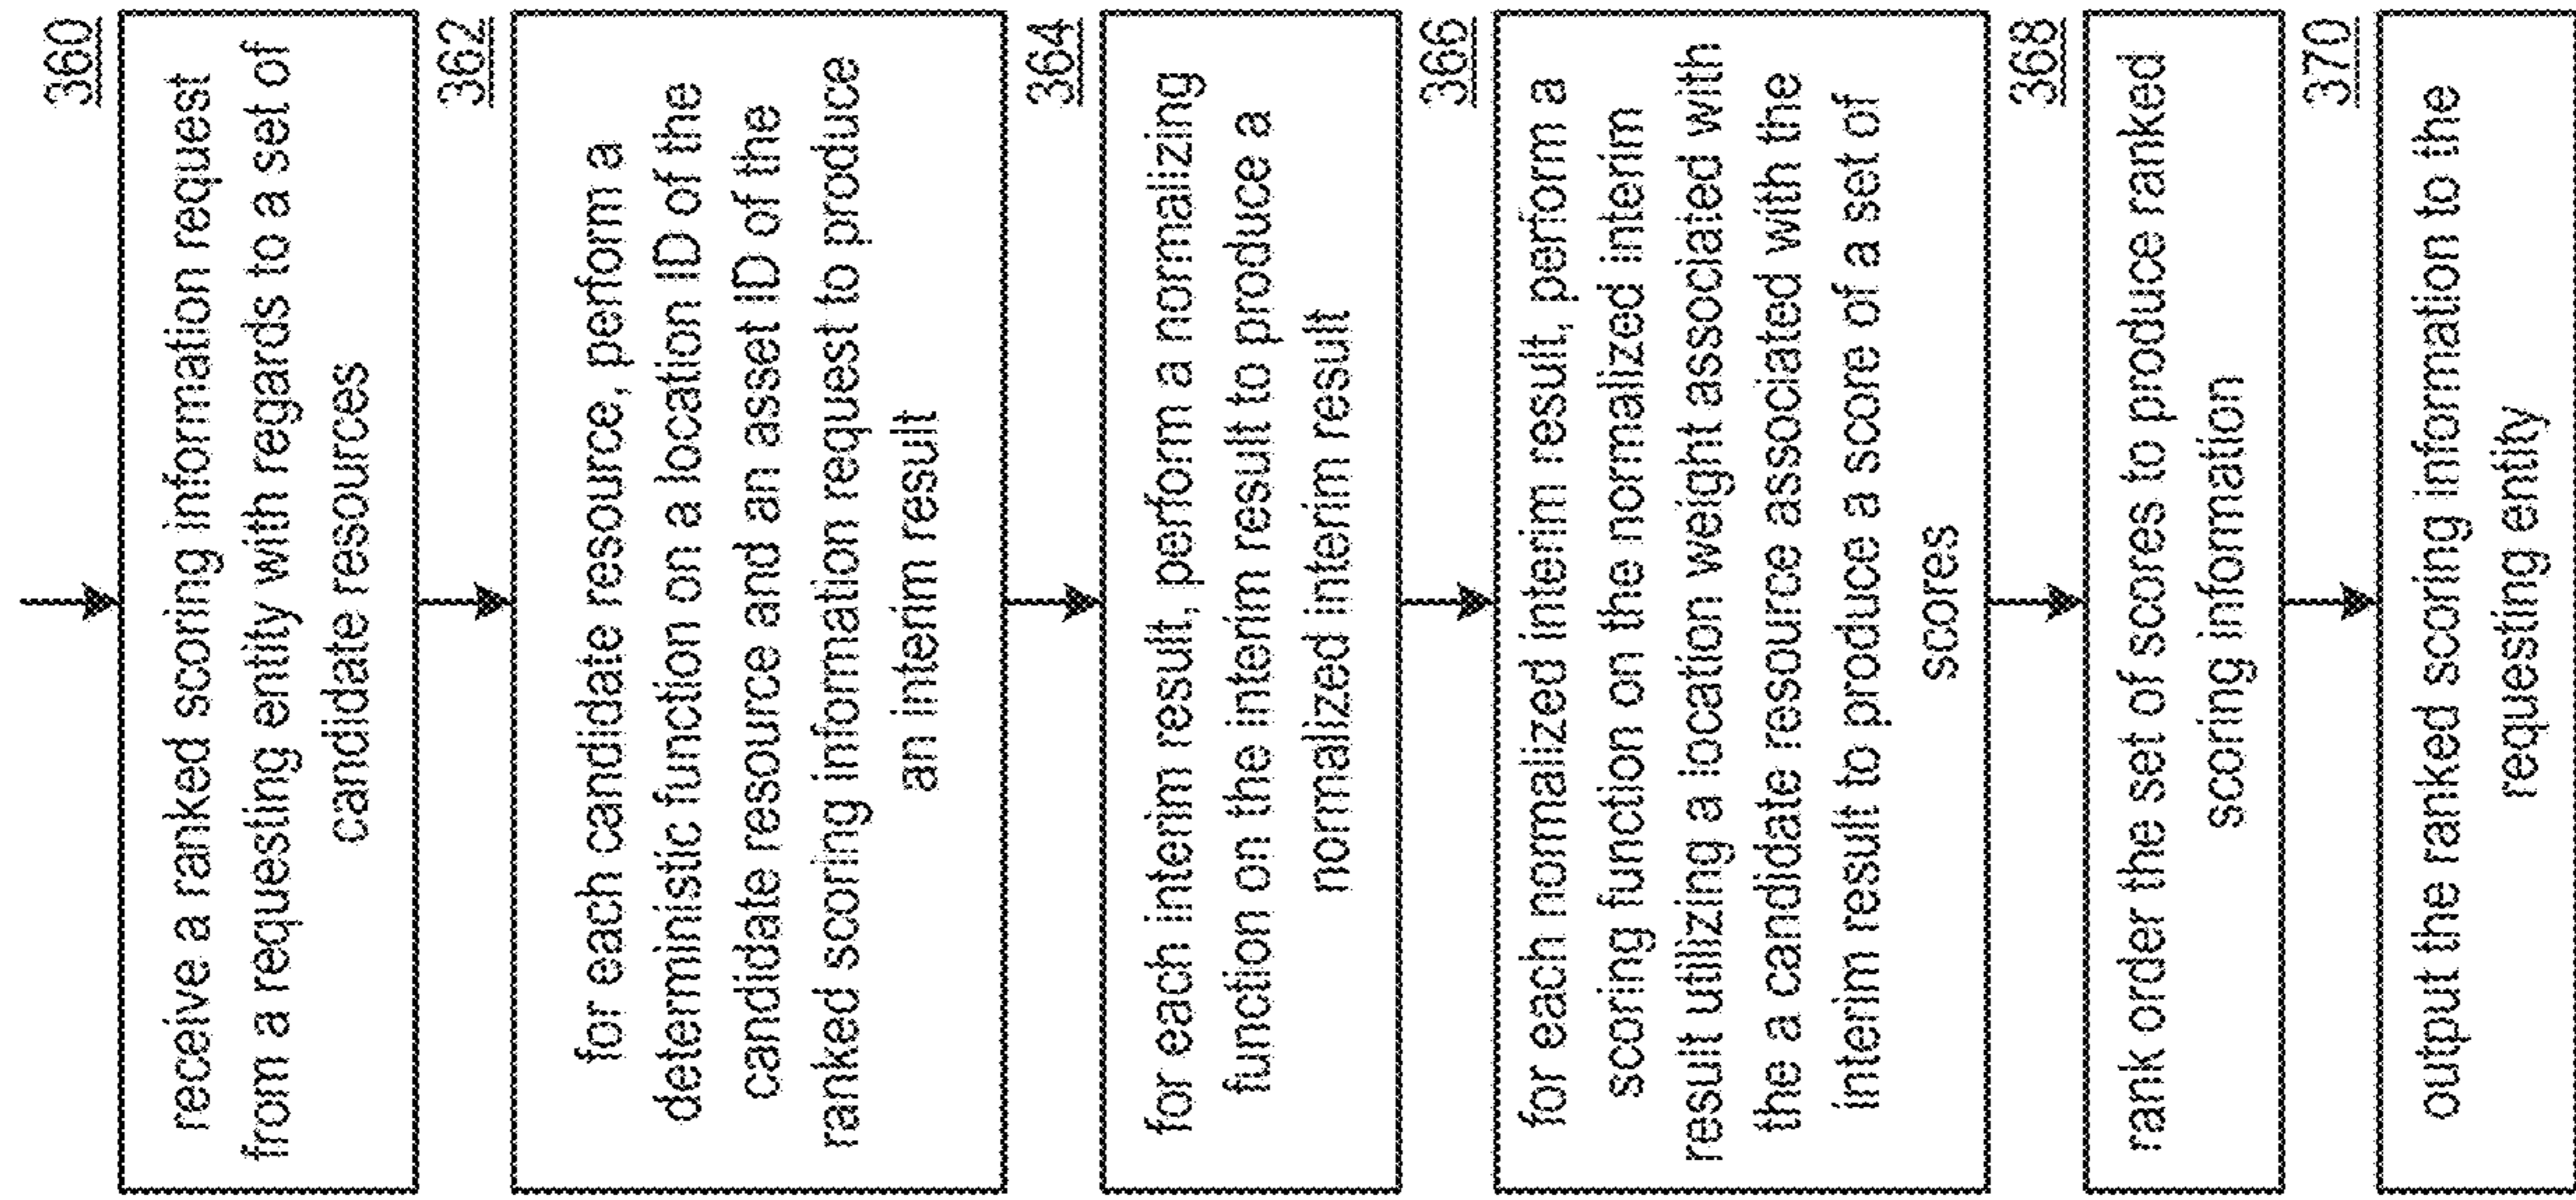 360
receive a ranked scoring information request
from a requesting entity with regards to a set of
candidate resources
362
for each candidate resource, perform a
deterministic function on a location ID of the
candidate resource and an asset ID of the
ranked scoring information request to produce
an interim result
364
for each interim result, perform a normalizing
function on the interim result to produce a
normalized interim result
366
for each normalized interim result, perform a
scoring function on the normalized interim
result utilizing a location weight associated with
the a candidate resource associated with the
interim result to produce a score of a set of
scores
368
rank order the set of scores to produce ranked
scoring information
370
output the ranked scoring information to the
requesting entity